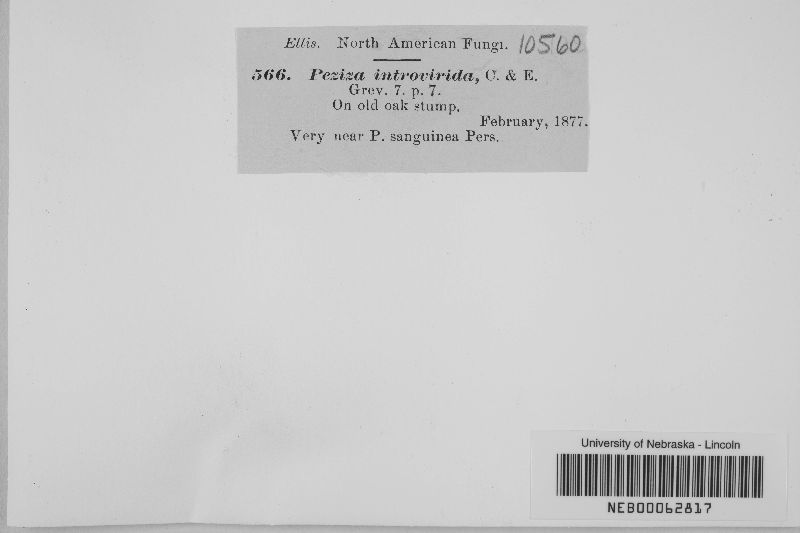 Ellis. North American Fungi. 10560
566. Peziza introvirida, C. & E.
Grev. 7. p. 7.
On old oak stump.
February, 1877.
Very near P. sanguinea Pers.
University of Nebraska - Lincoln
NEB00062817